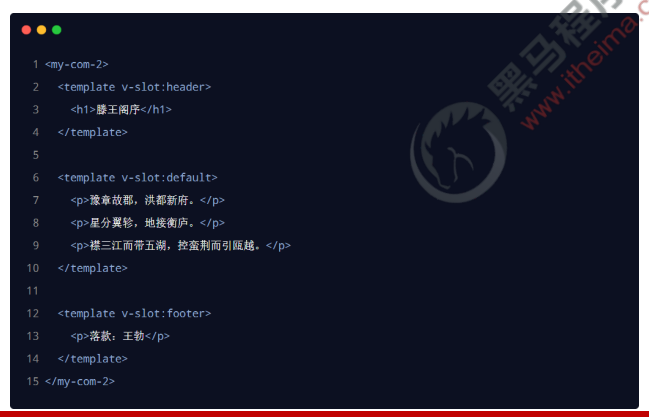 黑马程序
www.itheima.c
1 <my-com-2>
2 <template v-slot:header>
3 <h1>滕王阁序</h1>
4 </template>
5
6 <template v-slot:default>
7 <p>豫章故郡，洪都新府。</p>
8 <p>星分翼轸，地接衡庐。</p>
9 <p>襟三江而带五湖，控蛮荆而引瓯越。</p>
10 </template>
11
12 <template v-slot:footer>
13 <p>落款：王勃</p>
14 </template>
15 </my-com-2>